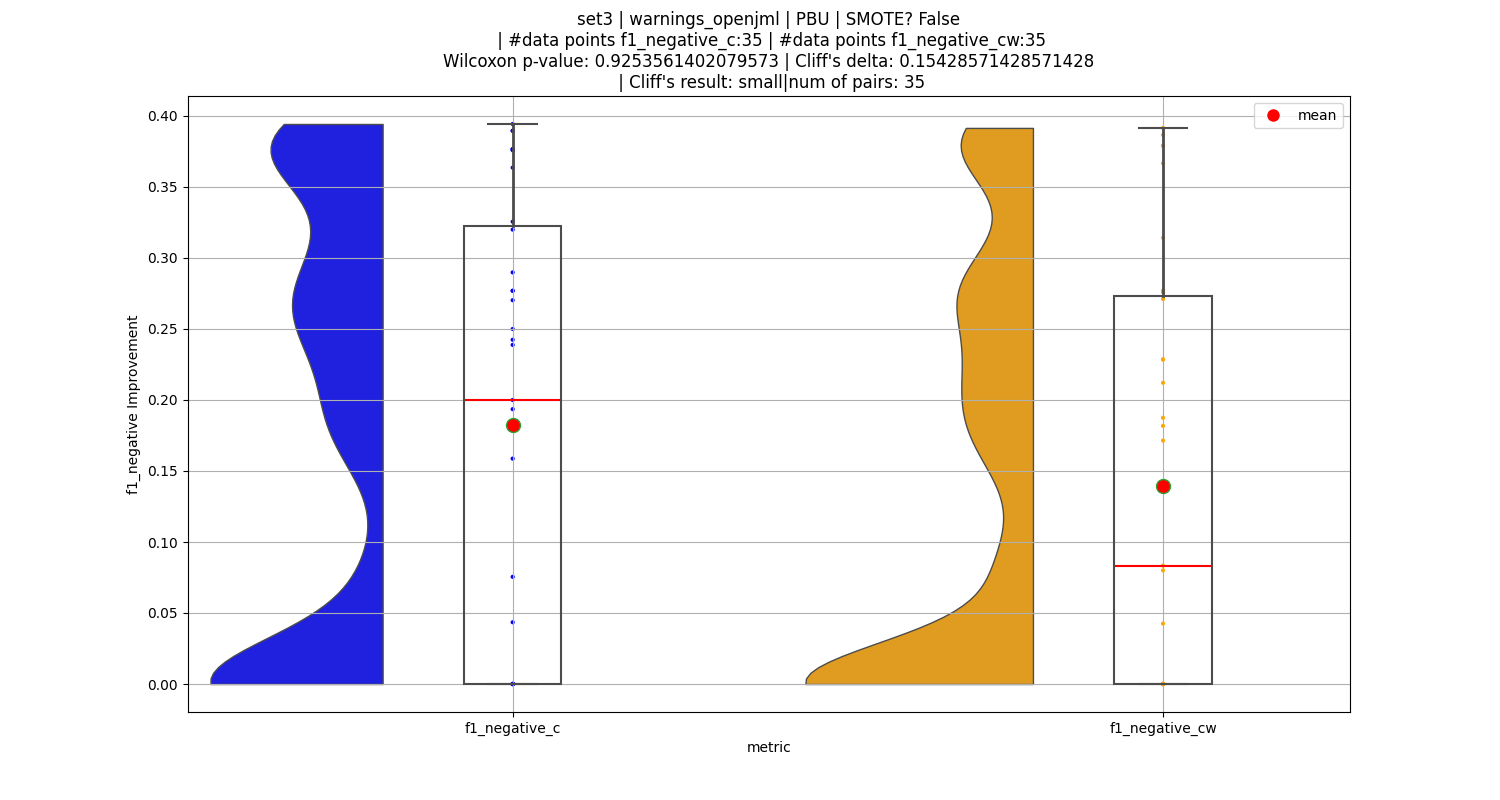 set3 | warnings_openjml | PBU | SMOTE? False
| #data points f1_negative_c:35 | #data points f1_negative_cw:35
Wilcoxon p-value: 0.9253561402079573 | Cliff's delta: 0.15428571428571428
| Cliff's result: small|num of pairs: 35
mean
0.40
0.35
0.30
0.25
0.20
0.15
0.10
0.05
0.00
f1_negative Improvement
f1_negative_c
f1_negative_cw
metric